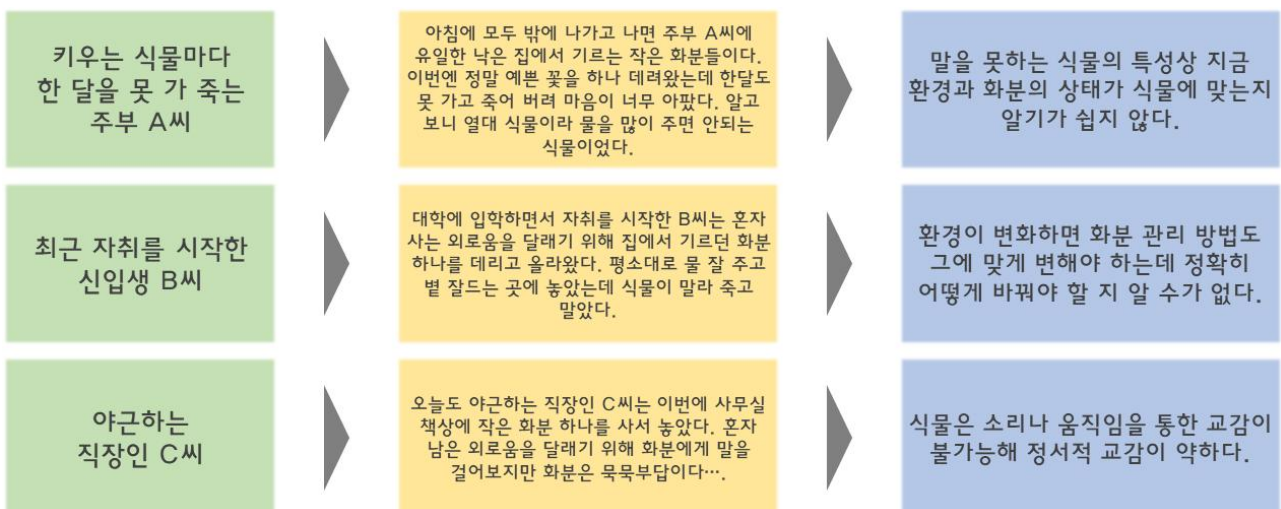 키우는 식물마다
한 달을 못 가 죽는
주부 A씨
아침에 모두 밖에 나가고 나면 주부 A씨에
유일한 낙은 집에서 기르는 작은 화분들이다.
이번엔 정말 예쁜 꽃을 하나 데려왔는데 한달도
못 가고 죽어 버려 마음이 너무 아팠다. 알고
보니 열대 식물이라 물을 많이 주면 안되는
식물이었다.
말을 못하는 식물의 특성상 지금
환경과 화분의 상태가 식물에 맞는지
알기가 쉽지 않다.
최근 자취를 시작한
신입생 B씨
대학에 입학하면서 자취를 시작한 B씨는 혼자
사는 외로움을 달래기 위해 집에서 기르던 화분
하나를 데리고 올라왔다. 평소대로 물 잘 주고
볕 잘드는 곳에 놓았는데 식물이 말라 죽고
말았다.
환경이 변화하면 화분 관리 방법도
그에 맞게 변해야 하는데 정확히
어떻게 바꿔야 할 지 알 수가 없다.
야근하는
직장인 C씨
오늘도 야근하는 직장인 C씨는 이번에 사무실
책상에 작은 화분 하나를 사서 놓았다. 혼자
남은 외로움을 달래기 위해 화분에게 말을
걸어보지만 화분은 묵묵부답이다….
식물은 소리나 움직임을 통한 교감이
불가능해 정서적 교감이 약하다.